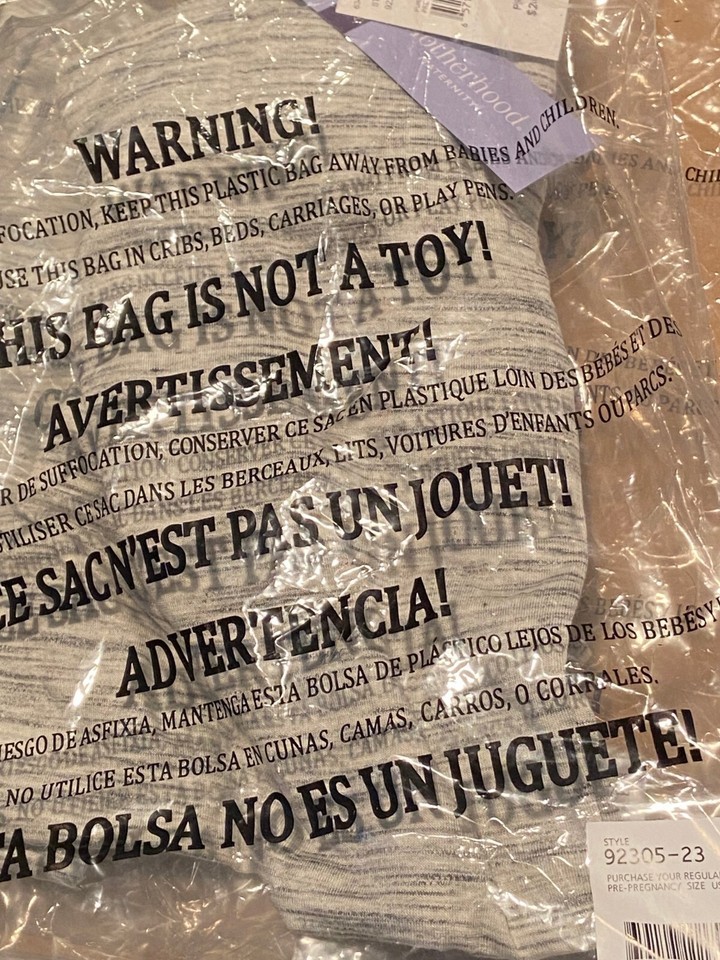 otherhood
WARNING!
FOCATION, KEEP THIS PLASTIC BAG AWAY FROM BABIES AND CHILDREN.
USE THIS BAG IN CRIBS, BEDS, CARRIAGES, OR PLAY PENS.
HIS BAG IS NOT A TOY!
AVERTISSEMENT!
R DE SUFFOCATION, CONSERVER CE SAC EN PLASTIQUE LOIN DES BÉBÉS ET DES
TILISER CE SAC DANS LES BERCEAUX, LITS, VOITURES D'ENFANTS OU PARCS.
CE SAC N'EST PAS UN JOUET!
ADVERTENCIA!
IESGO DE ASFIXIA, MANTENGA ESTA BOLSA DE PLÁSTICO LEJOS DE LOS BEBÉS Y
NO UTILICE ESTA BOLSA EN CUNAS, CAMAS, CARROS, O CORRALES.
TA BOLSA NO ES UN JUGUETE!
STYLE
92305-23
PURCHASE YOUR REGULA
PRE-PREGNANCY SIZE US